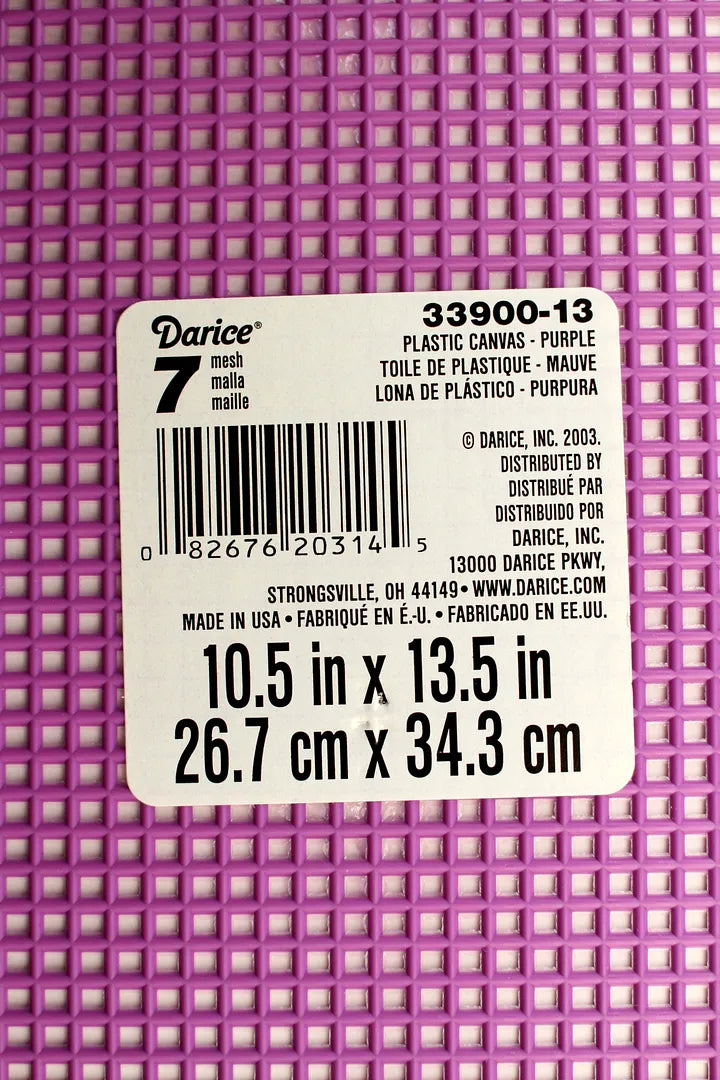 Darice®
33900-13
7 mesh
malla
maille
PLASTIC CANVAS - PURPLE
TOILE DE PLASTIQUE - MAUVE
LONA DE PLÁSTICO - PURPURA
© DARICE, INC. 2003.
DISTRIBUTED BY
DISTRIBUÉ PAR
DISTRIBUIDO POR
DARICE, INC.
13000 DARICE PKWY,
0 82676 20314 5
STRONGSVILLE, OH 44149 • WWW.DARICE.COM
MADE IN USA • FABRIQUÉ EN É.-U. • FABRICADO EN EE.UU.
10.5 in x 13.5 in
26.7 cm x 34.3 cm